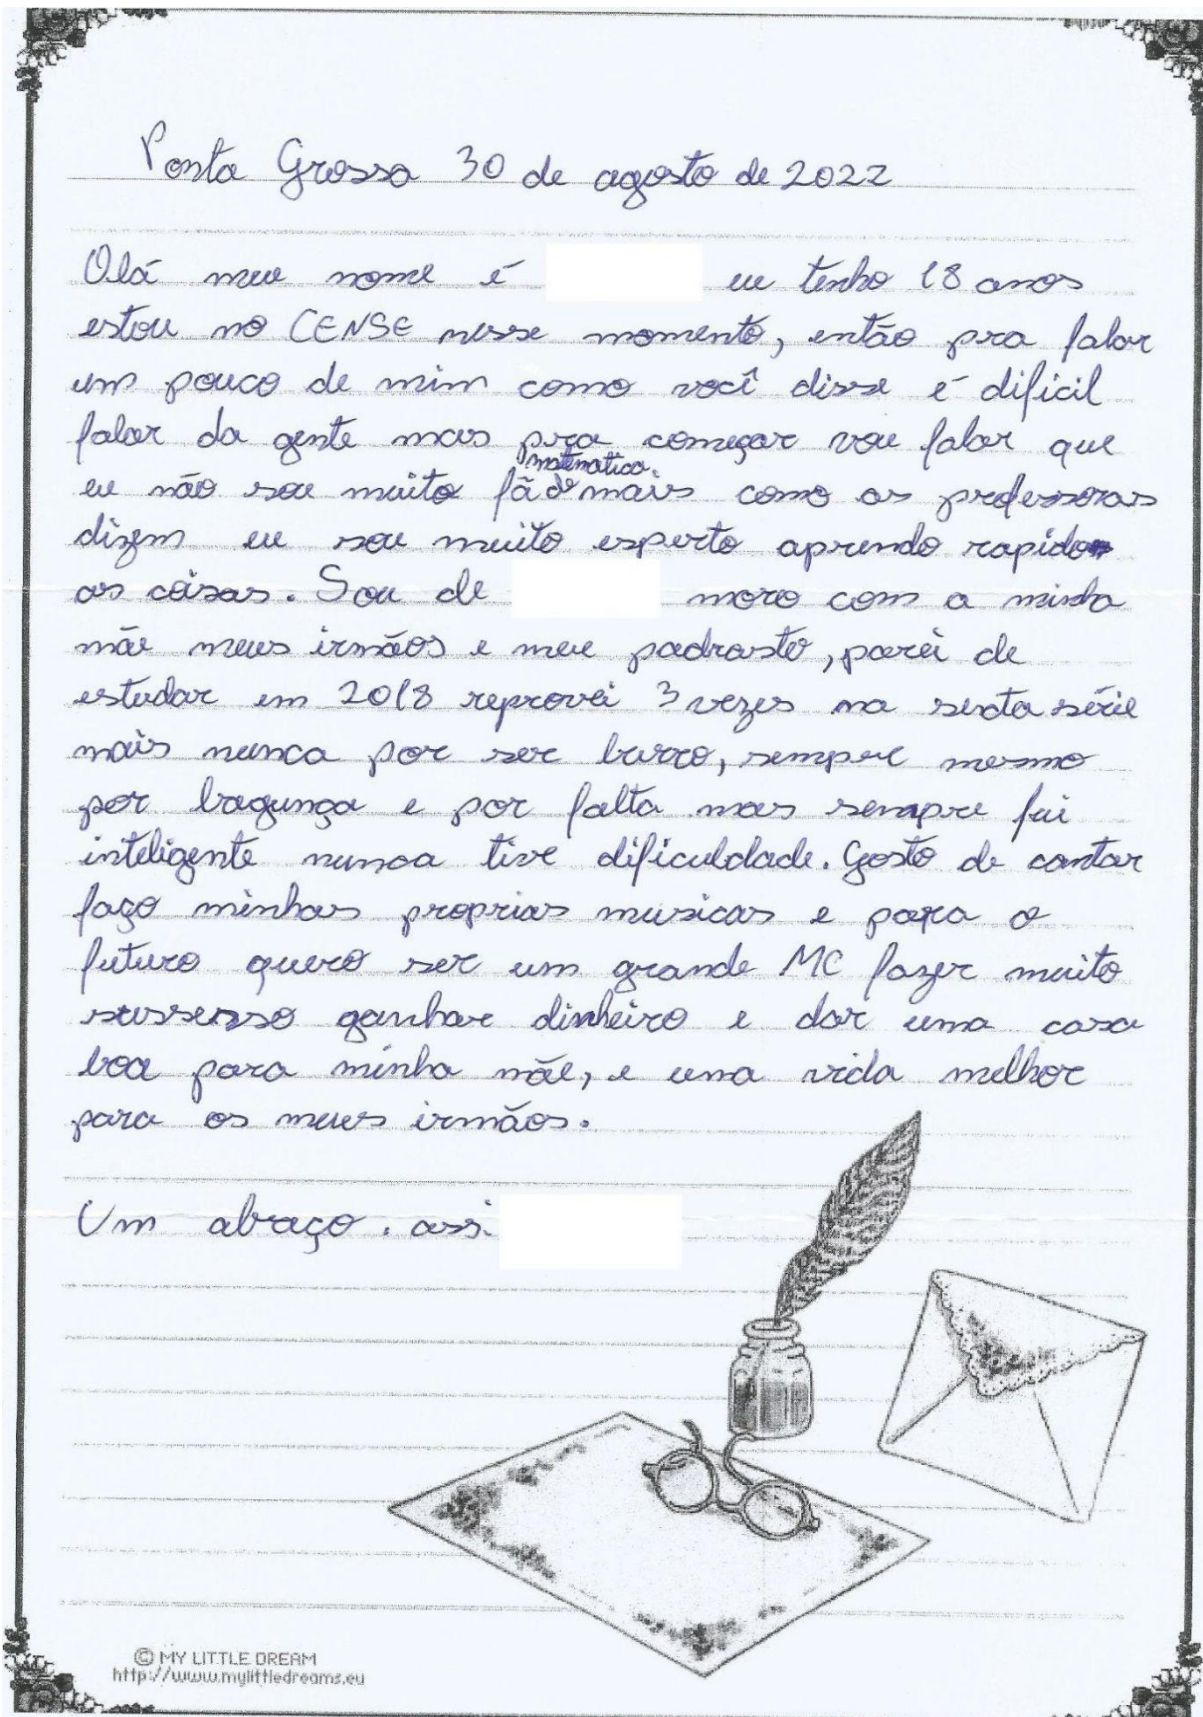 Ponta Grossa 30 de agosto de 2022
Olá meu nome é eu tenho 18 anos
estou no CENSE nesse momento, então pra falar
um pouco de mim como você disse é dificil
falar da gente mas pra começar vou falar que
eu não sou muito fã de matematica. mais como as professoras
dizem eu sou muito esperto aprendo rapido
as coisas. Sou de moro com a minha
mãe meus irmãos e meu padrasto, parei de
estudar em 2018 reprovei 3 vezes na sexta série
mais nunca por ser burro, sempre mesmo
por bagunça e por falta mas sempre fui
inteligente nunca tive dificuldade. Gosto de cantar
faço minhas proprias musicas e para o
futuro quero ser um grande MC fazer muito
sussesso ganhar dinheiro e dar uma casa
boa para minha mãe, e uma vida melhor
para os meus irmãos.
Um abraço. ass:
© MY LITTLE DREAM
http://www.mylittledreams.eu